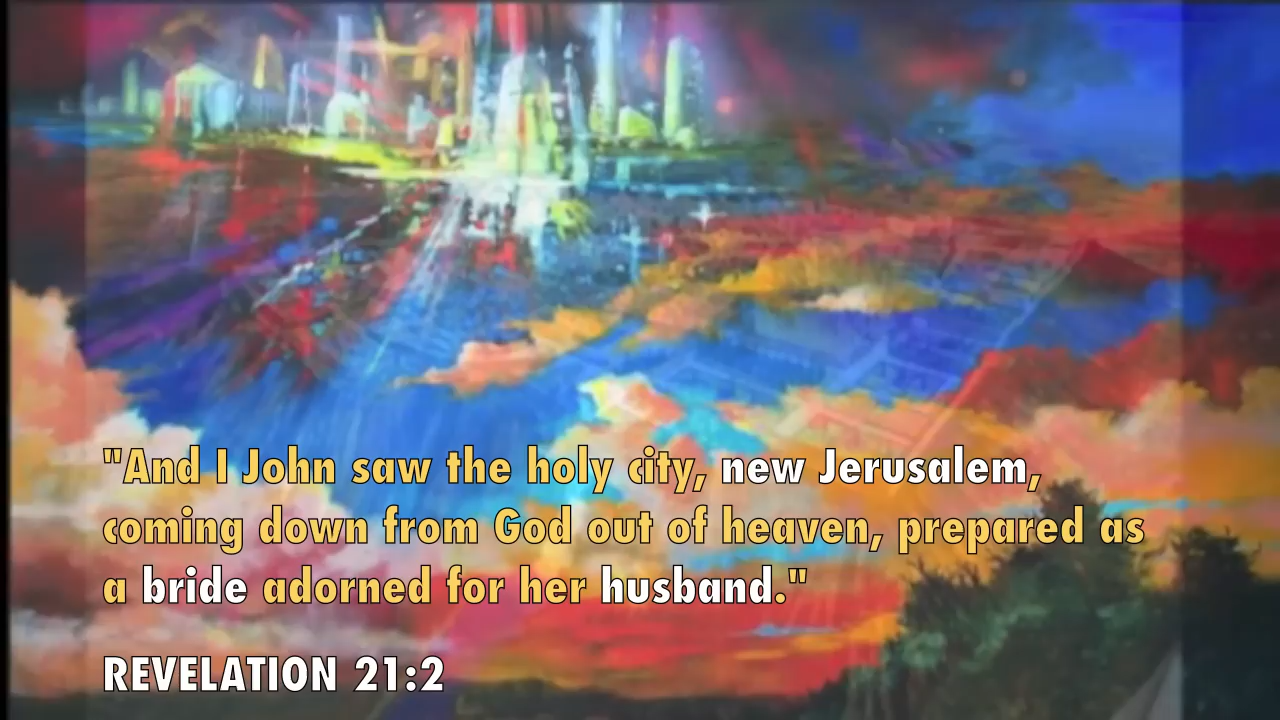 "And I John saw the holy city, new Jerusalem,
coming down from God out of heaven, prepared as
a bride adorned for her husband."
REVELATION 21:2